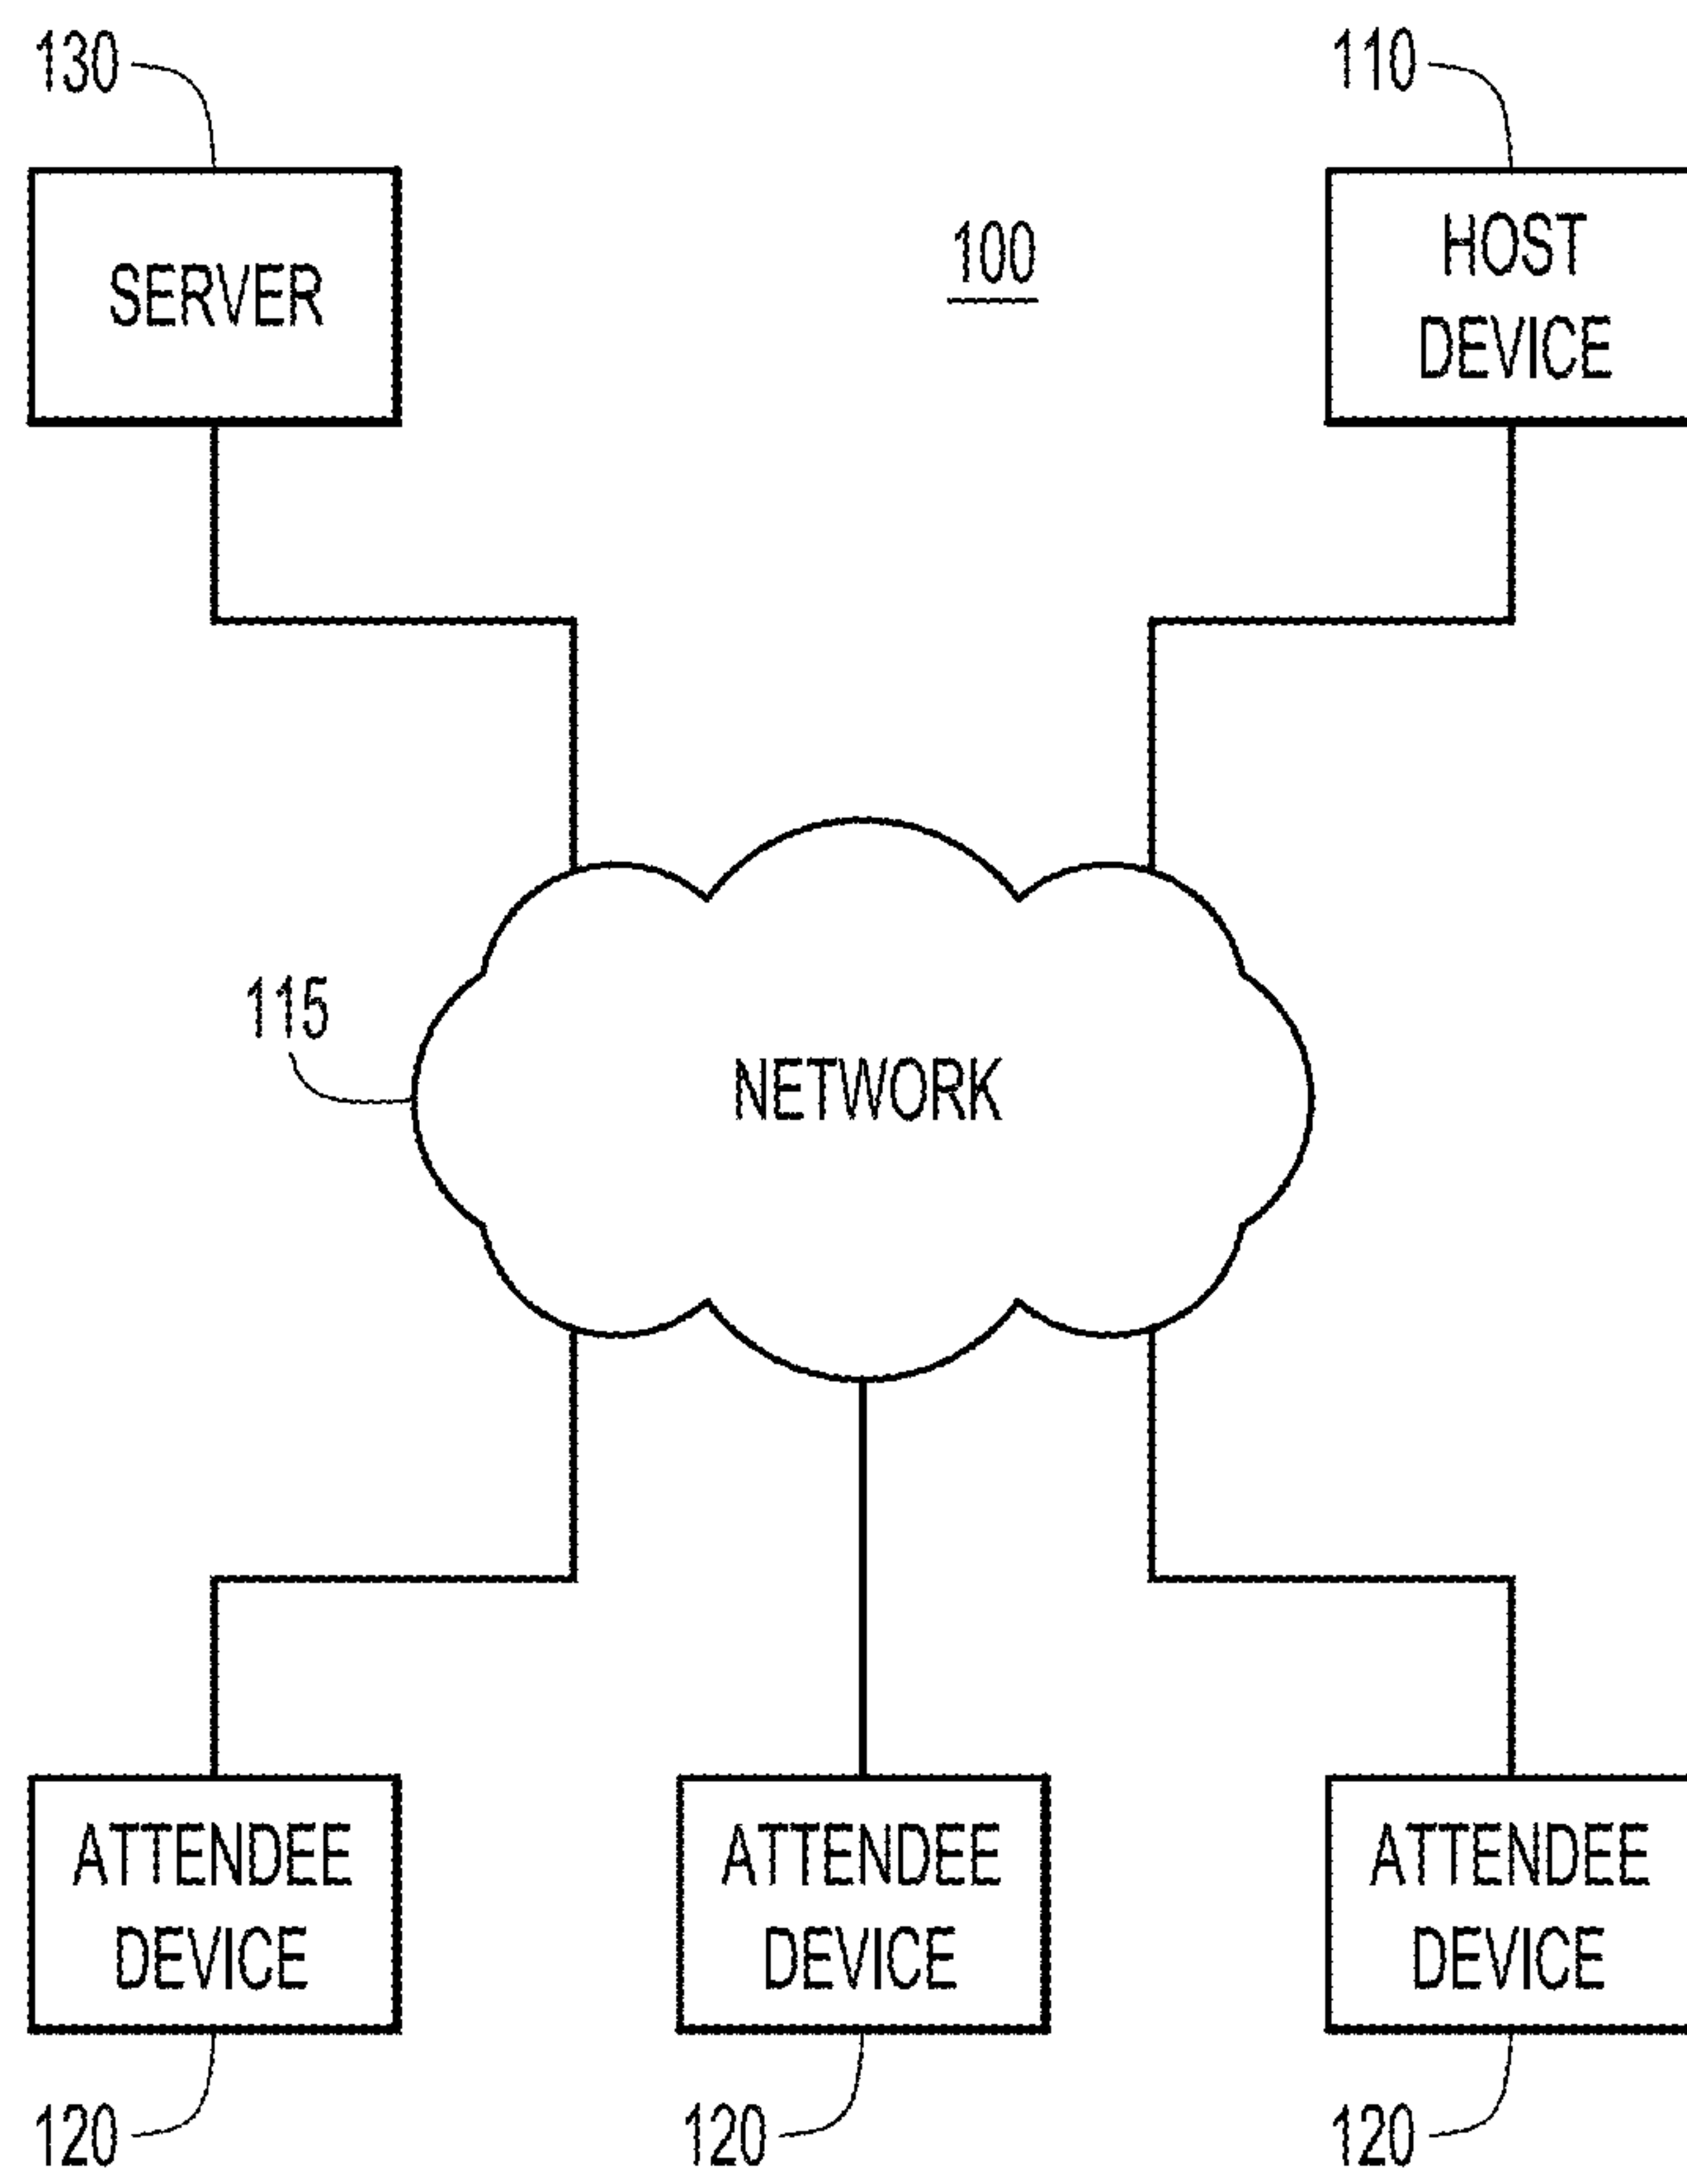 130
110
SERVER
100
HOST
DEVICE
115
NETWORK
ATTENDEE
DEVICE
ATTENDEE
DEVICE
ATTENDEE
DEVICE
120
120
120